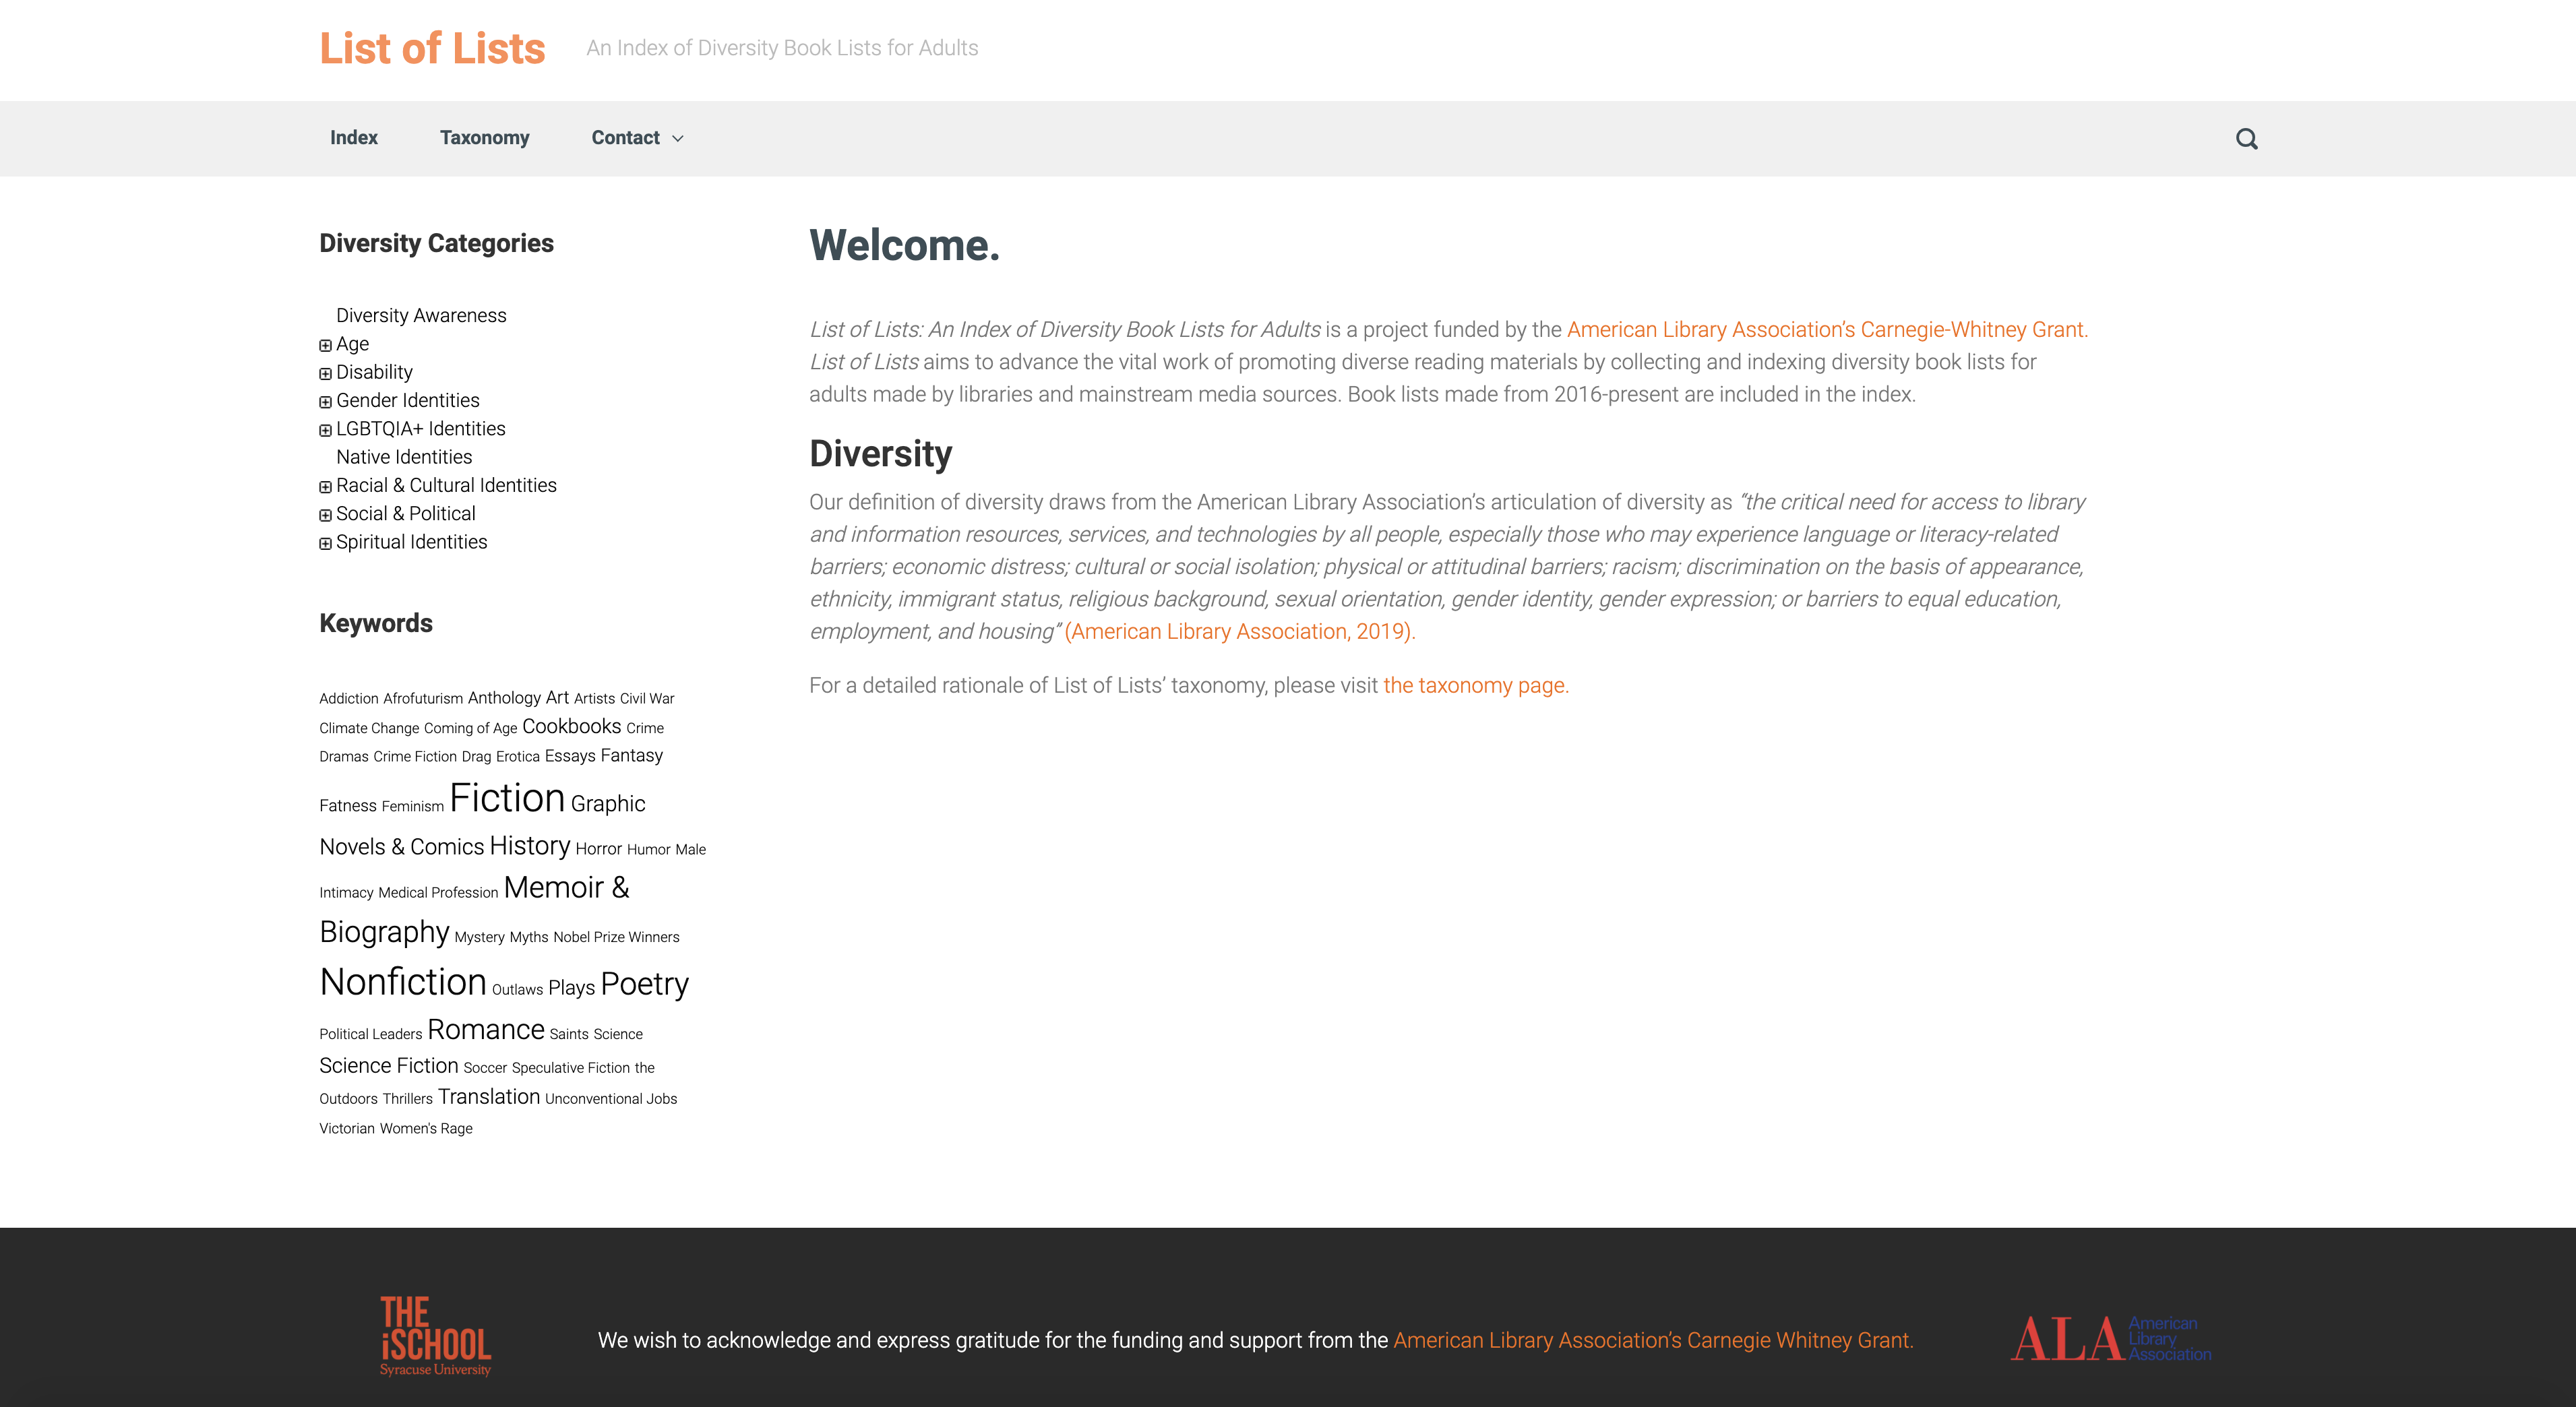 List of Lists
An Index of Diversity Book Lists for Adults
Index
Taxonomy
Contact
Diversity Categories
Diversity Awareness
Age
Disability
Gender Identities
LGBTQIA+ Identities
Native Identities
Racial & Cultural Identities
Social & Political
Spiritual Identities
Keywords
Addiction Afrofuturism Anthology Art Artists Civil War
Climate Change Coming of Age Cookbooks Crime
Dramas Crime Fiction Drag Erotica Essays Fantasy
Fatness Feminism Fiction Graphic
Novels & Comics History Horror Humor Male
Intimacy Medical Profession Memoir &
Biography Mystery Myths Nobel Prize Winners
Nonfiction Outlaws Plays Poetry
Political Leaders Romance Saints Science
Science Fiction Soccer Speculative Fiction the
Outdoors Thrillers Translation Unconventional Jobs
Victorian Women's Rage
Welcome.
List of Lists: An Index of Diversity Book Lists for Adults is a project funded by the American Library Association’s Carnegie-Whitney Grant.
List of Lists aims to advance the vital work of promoting diverse reading materials by collecting and indexing diversity book lists for
adults made by libraries and mainstream media sources. Book lists made from 2016-present are included in the index.
Diversity
Our definition of diversity draws from the American Library Association’s articulation of diversity as “the critical need for access to library
and information resources, services, and technologies by all people, especially those who may experience language or literacy-related
barriers; economic distress; cultural or social isolation; physical or attitudinal barriers; racism; discrimination on the basis of appearance,
ethnicity, immigrant status, religious background, sexual orientation, gender identity, gender expression; or barriers to equal education,
employment, and housing” (American Library Association, 2019).
For a detailed rationale of List of Lists’ taxonomy, please visit the taxonomy page.
THE
iSCHOOL
Syracuse University
We wish to acknowledge and express gratitude for the funding and support from the American Library Association’s Carnegie Whitney Grant.
ALA
American
Library
Association